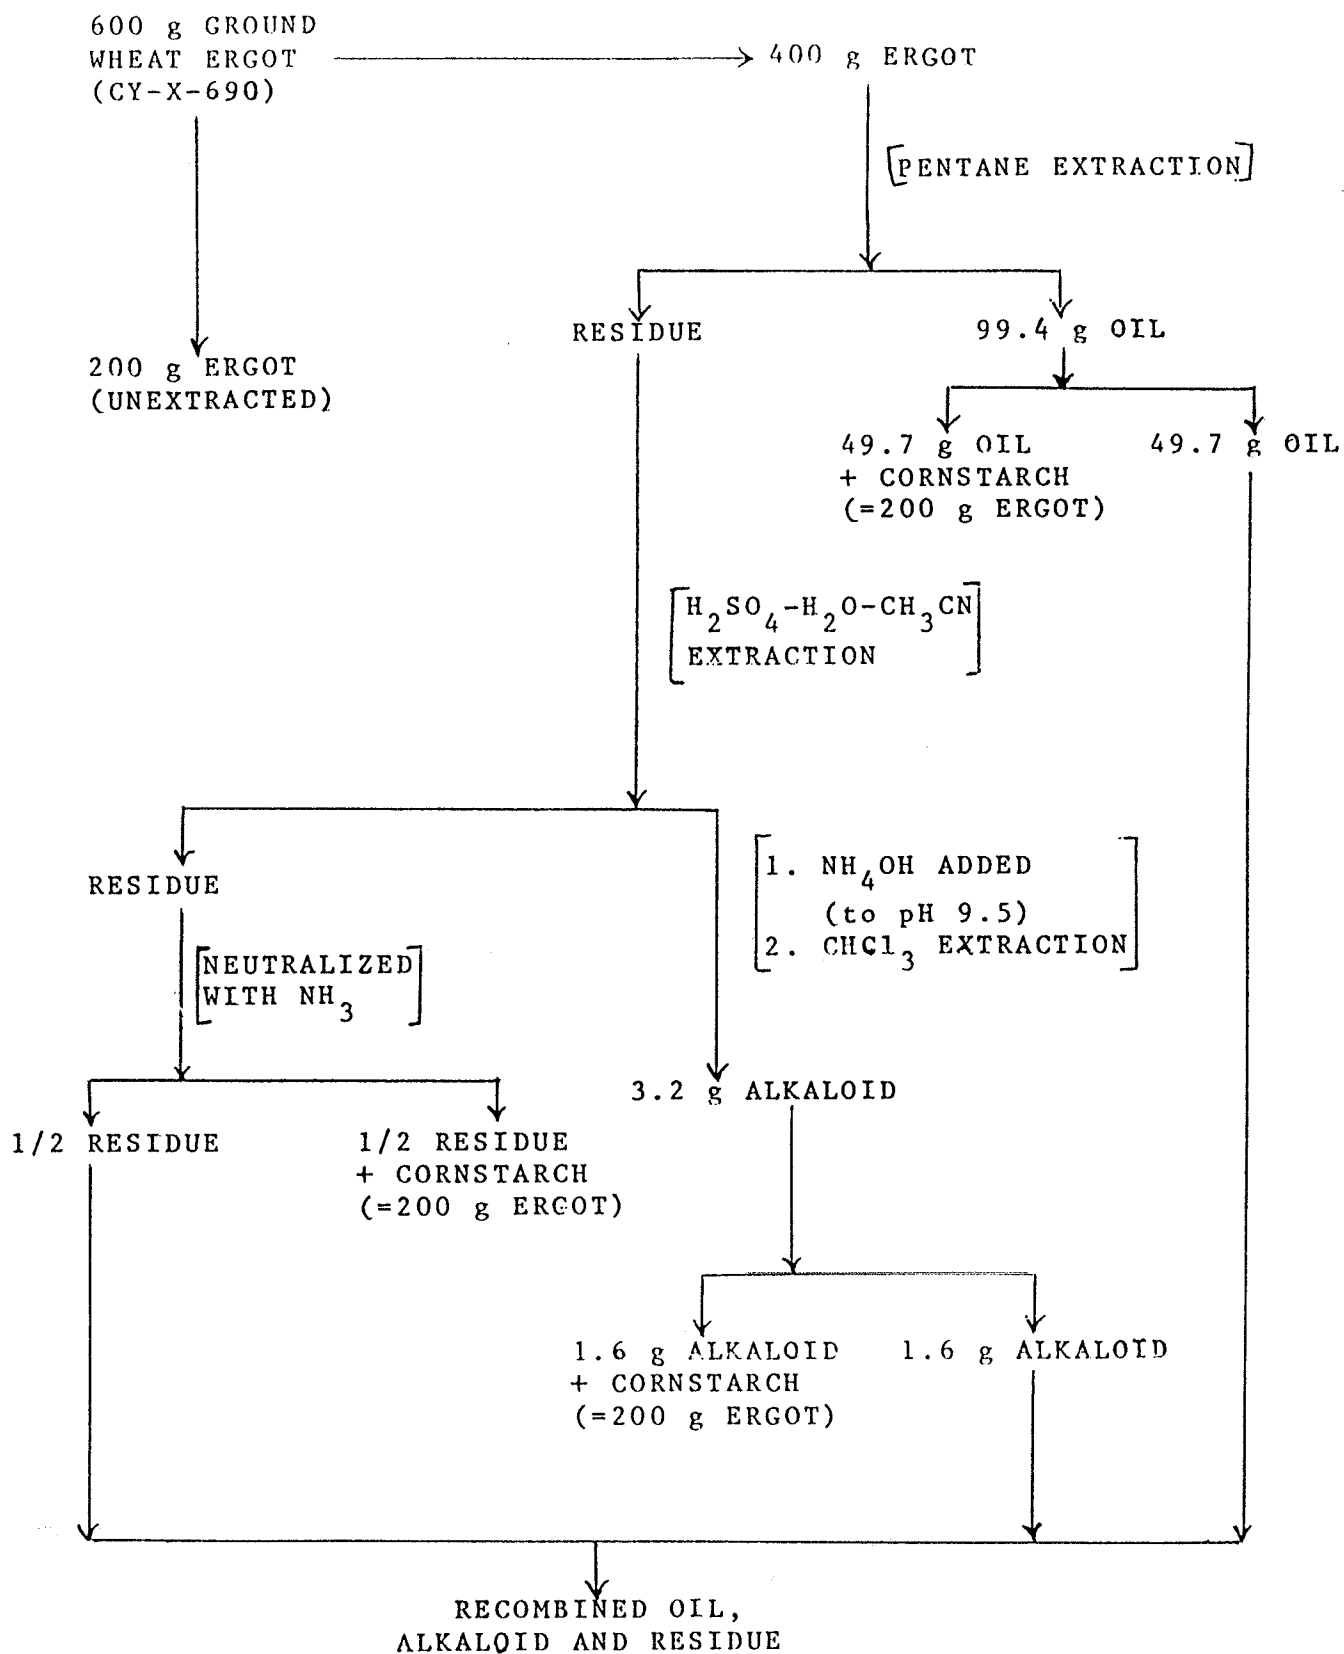 600 g GROUND
WHEAT ERGOT
(CY-X-690)
400 g ERGOT
[PENTANE EXTRACTION]
RESIDUE
99.4 g OIL
200 g ERGOT
(UNEXTRACTED)
49.7 g OIL
+ CORNSTARCH
(=200 g ERGOT)
49.7 g OIL
[H₂SO₄-H₂O-CH₃CN
EXTRACTION]
RESIDUE
[1. NH₄OH ADDED
(to pH 9.5)
2. CHCl₃ EXTRACTION]
[NEUTRALIZED
WITH NH₃]
3.2 g ALKALOID
1/2 RESIDUE
1/2 RESIDUE
+ CORNSTARCH
(=200 g ERGOT)
1.6 g ALKALOID
+ CORNSTARCH
(=200 g ERGOT)
1.6 g ALKALOID
RECOMBINED OIL,
ALKALOID AND RESIDUE